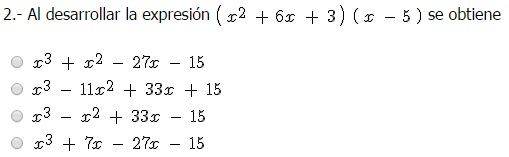 2.- Al desarrollar la expresión ( x2 + 6x + 3 ) ( x − 5 ) se obtiene
x3 + x2 − 27x − 15
x3 − 11x2 + 33x + 15
x3 − x2 + 33x − 15
x3 + 7x − 27x − 15